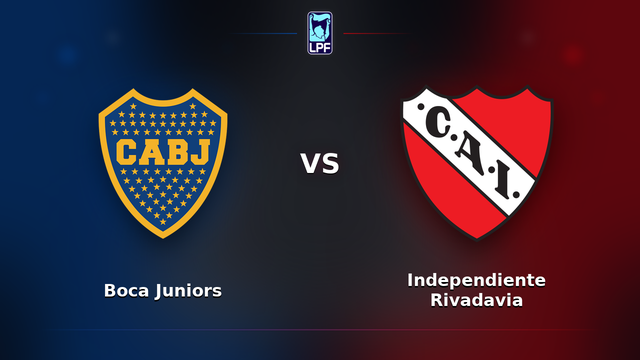 LPF
CABJ
C.A.I.
VS
Boca Juniors
Independiente
Rivadavia